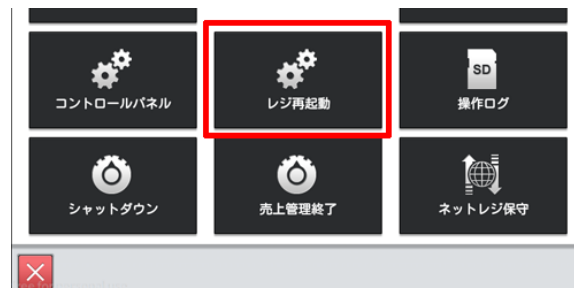 コントロールパネル
レジ再起動
SD
操作ログ
シャットダウン
売上管理終了
ネットレジ保守